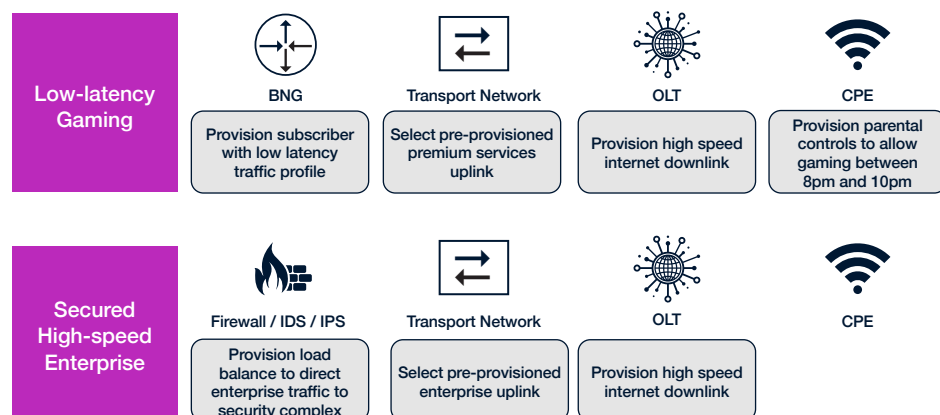 Low-latency
Gaming
BNG
Transport Network
OLT
CPE
Provision subscriber
with low latency
traffic profile
Select pre-provisioned
premium services
uplink
Provision high speed
internet downlink
Provision parental
controls to allow
gaming between
8pm and 10pm
Secured
High-speed
Enterprise
Firewall / IDS / IPS
Transport Network
OLT
CPE
Provision load
balance to direct
enterprise traffic to
security complex
Select pre-provisioned
enterprise uplink
Provision high speed
internet downlink